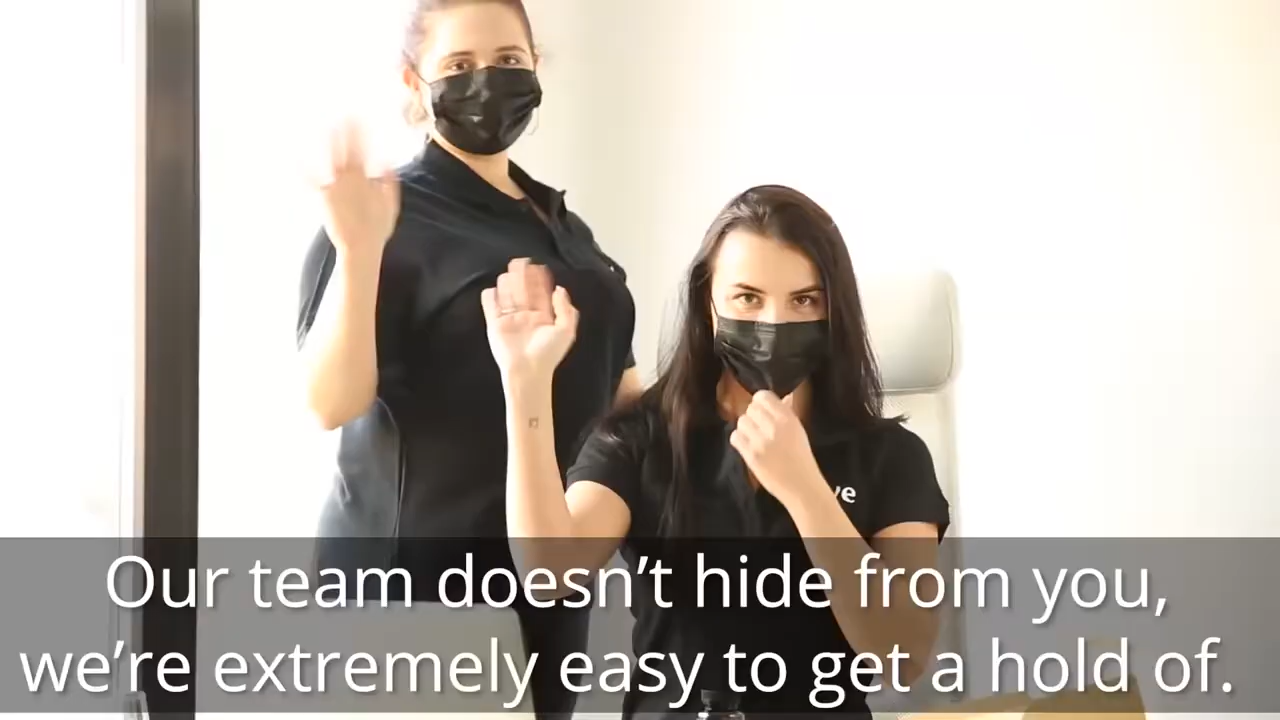 Our team doesn’t hide from you,
we’re extremely easy to get a hold of.